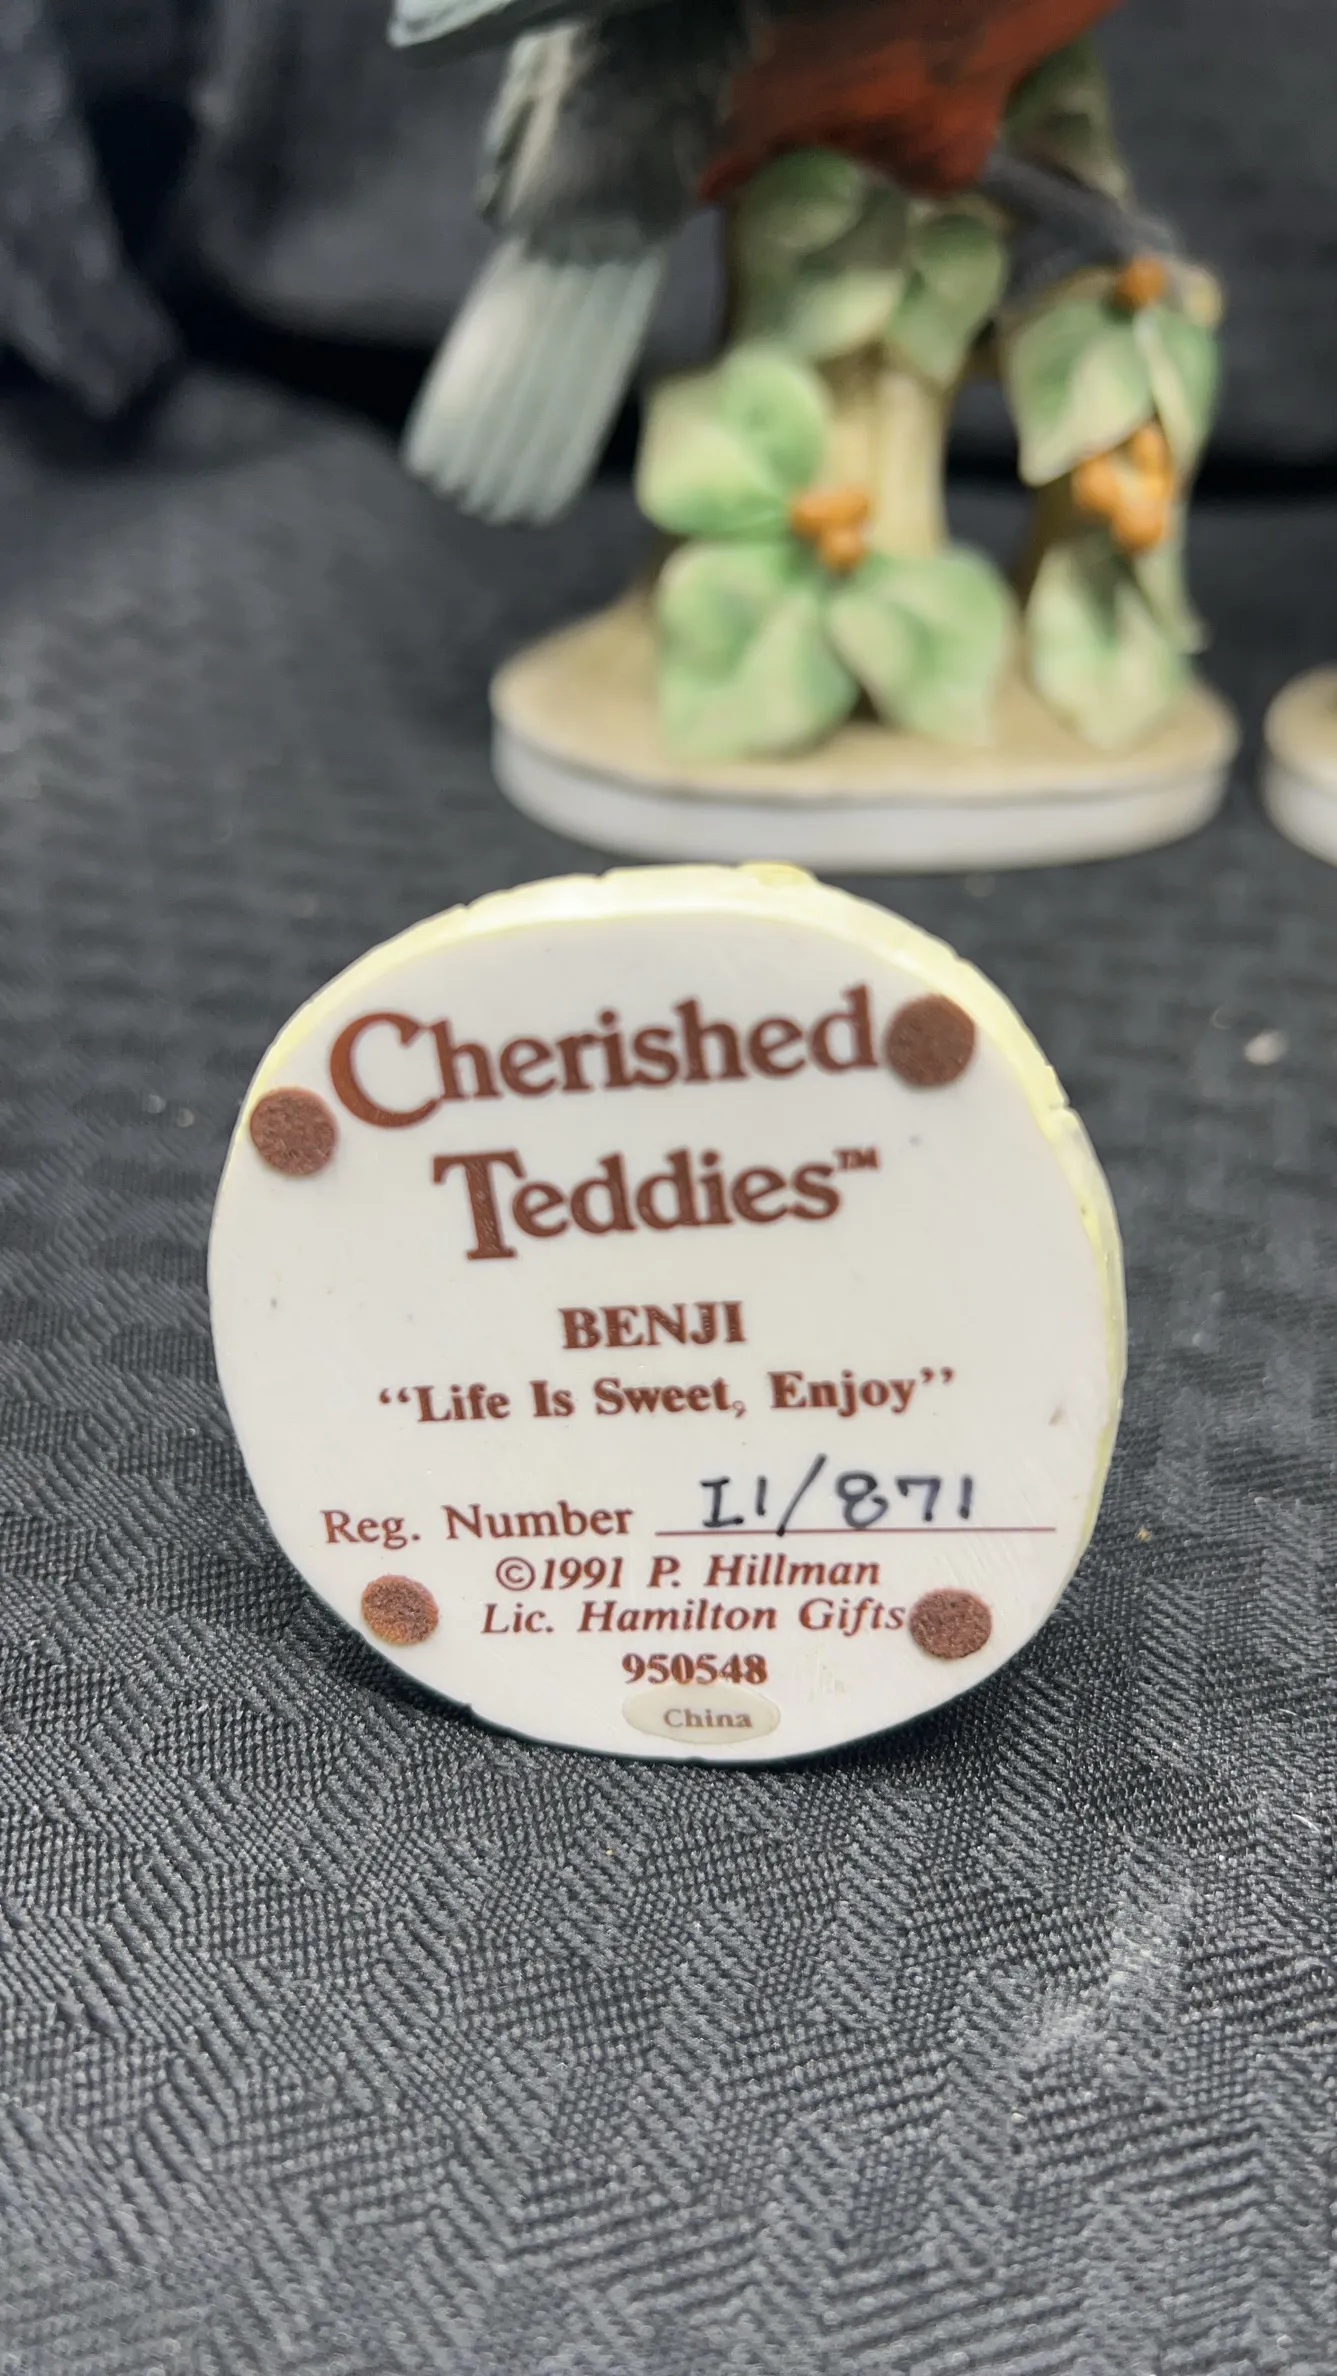 Cherished
Teddies™
BENJI
“Life Is Sweet, Enjoy”
Reg. Number I1/871
©1991 P. Hillman
Lic. Hamilton Gifts
950548
China